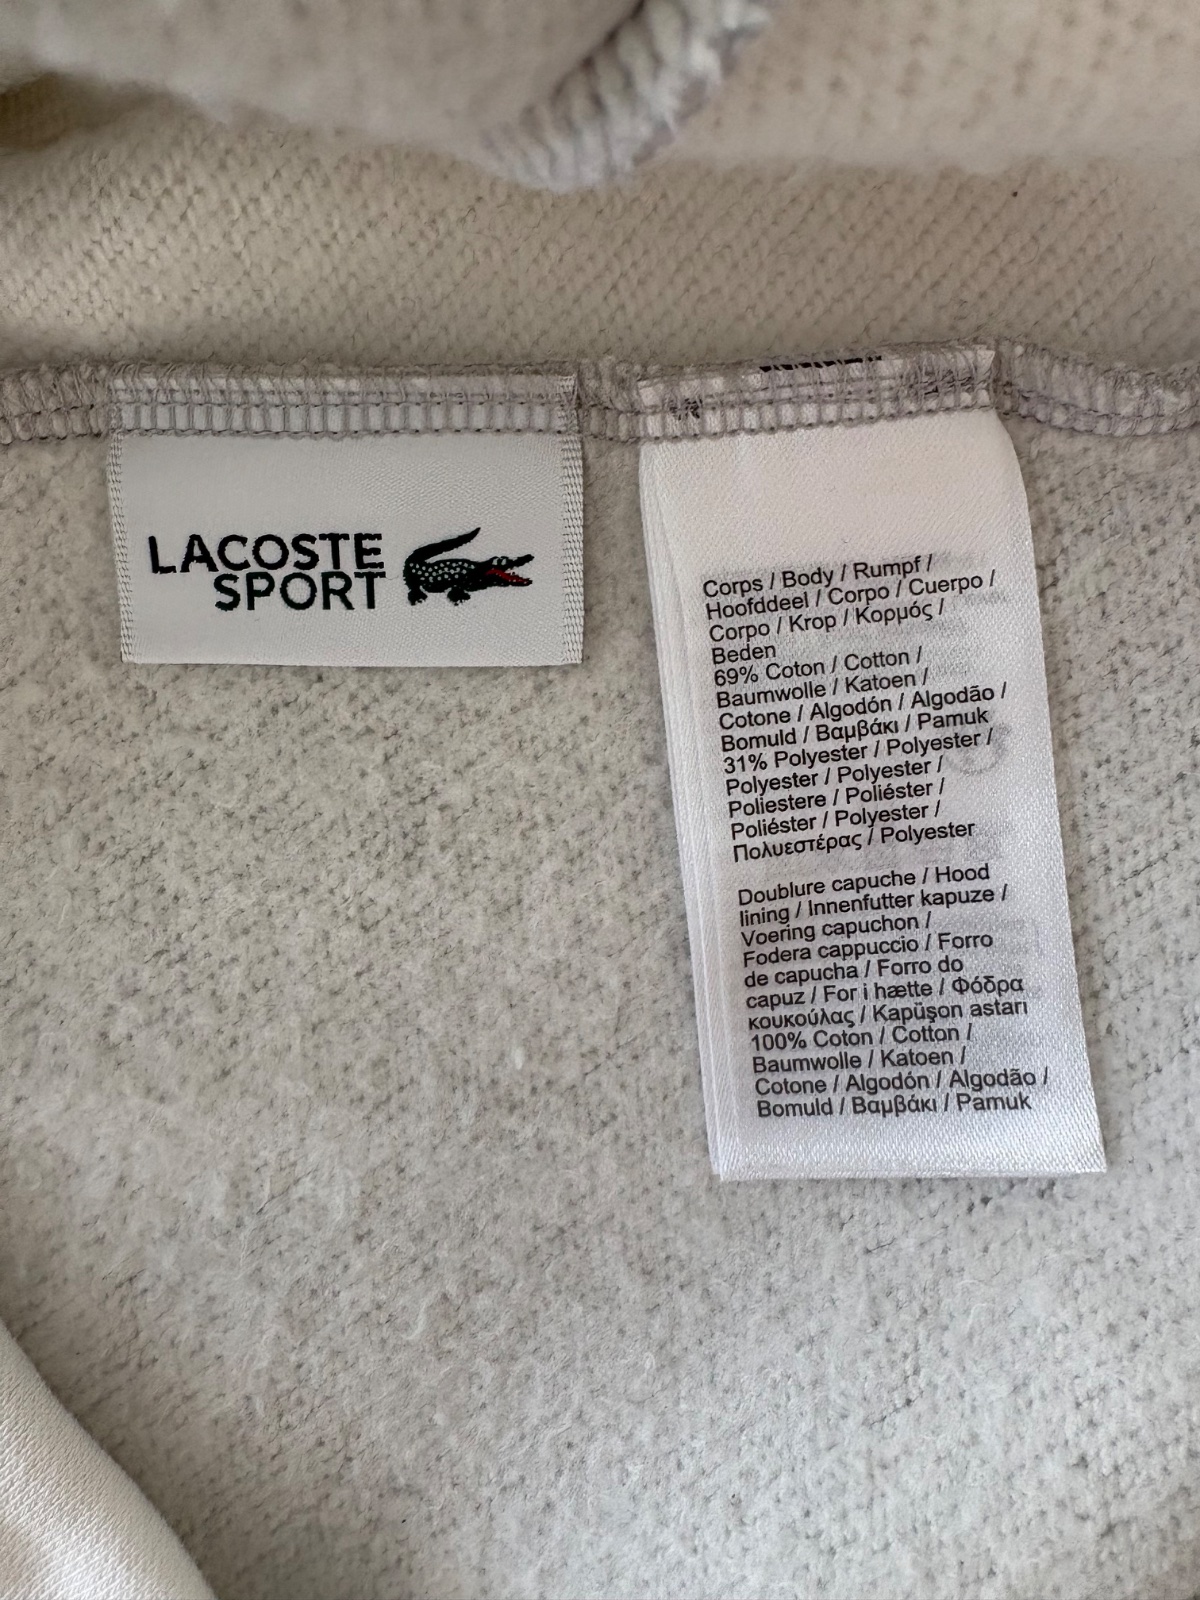 LACOSTE
SPORT
Corps / Body / Rumpf /
Hoofddeel / Corpo / Cuerpo /
Corpo / Krop / Κορμός /
Beden
69% Coton / Cotton /
Baumwolle / Katoen /
Cotone / Algodón / Algodão /
Bomuld / Βαμβάκι / Pamuk
31% Polyester / Polyester /
Polyester / Polyester /
Poliestere / Poliéster /
Poliéster / Polyester /
Πολυεστέρας / Polyester
Doublure capuche / Hood
lining / Innenfutter kapuze /
Voering capuchon /
Fodera cappuccio / Forro
de capucha / Forro do
capuz / For i hætte / Φόδρα
κουκούλας / Kapüşon astarı
100% Coton / Cotton /
Baumwolle / Katoen /
Cotone / Algodón / Algodão /
Bomuld / Βαμβάκι / Pamuk